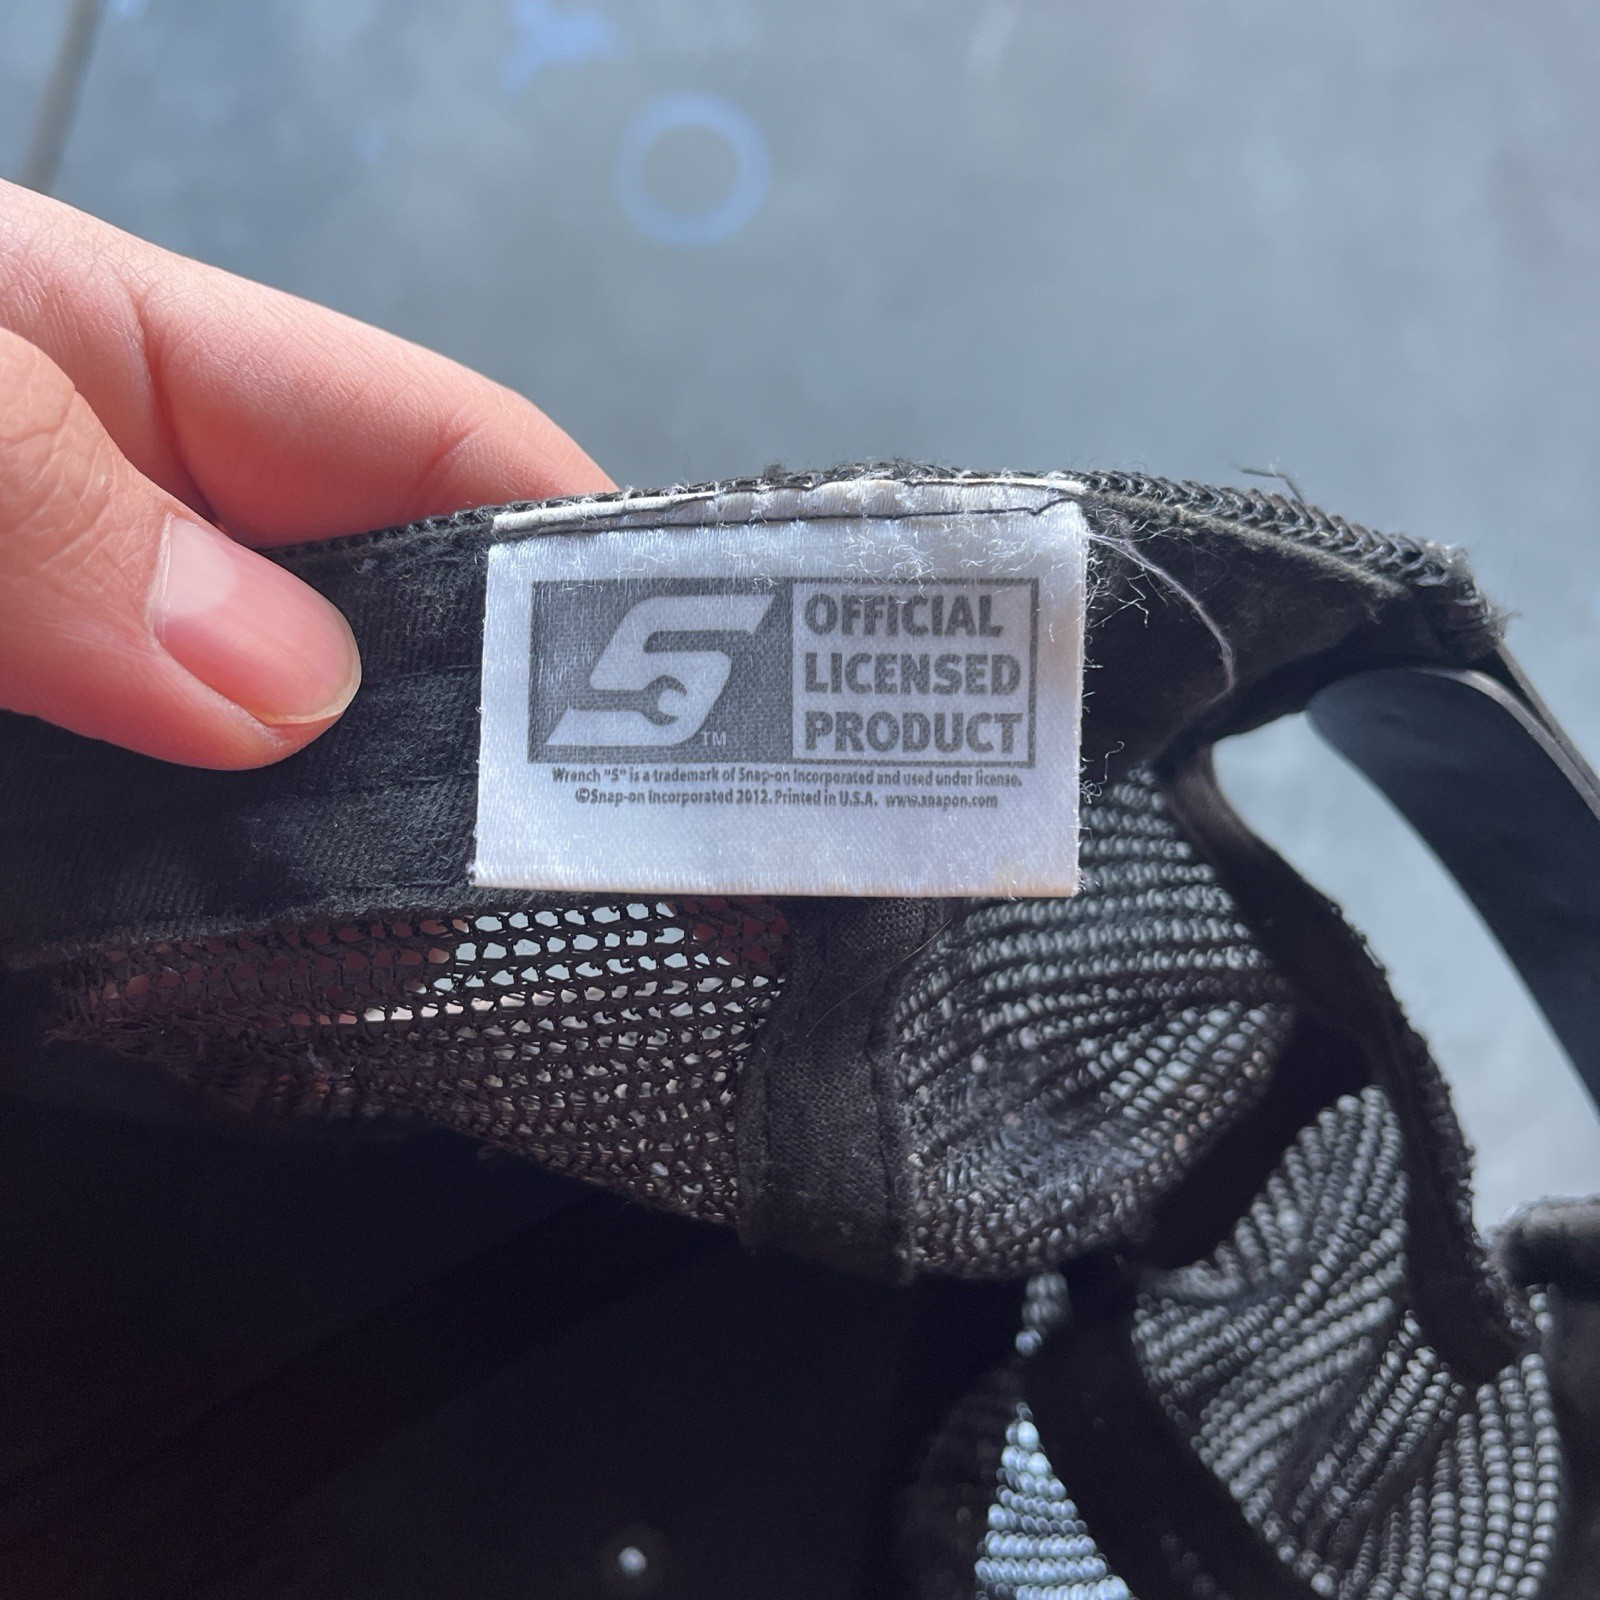 S™
OFFICIAL
LICENSED
PRODUCT
Wrench "S" is a trademark of Snap-on Incorporated and used under license.
©Snap-on Incorporated 2012. Printed in U.S.A. www.snapon.com